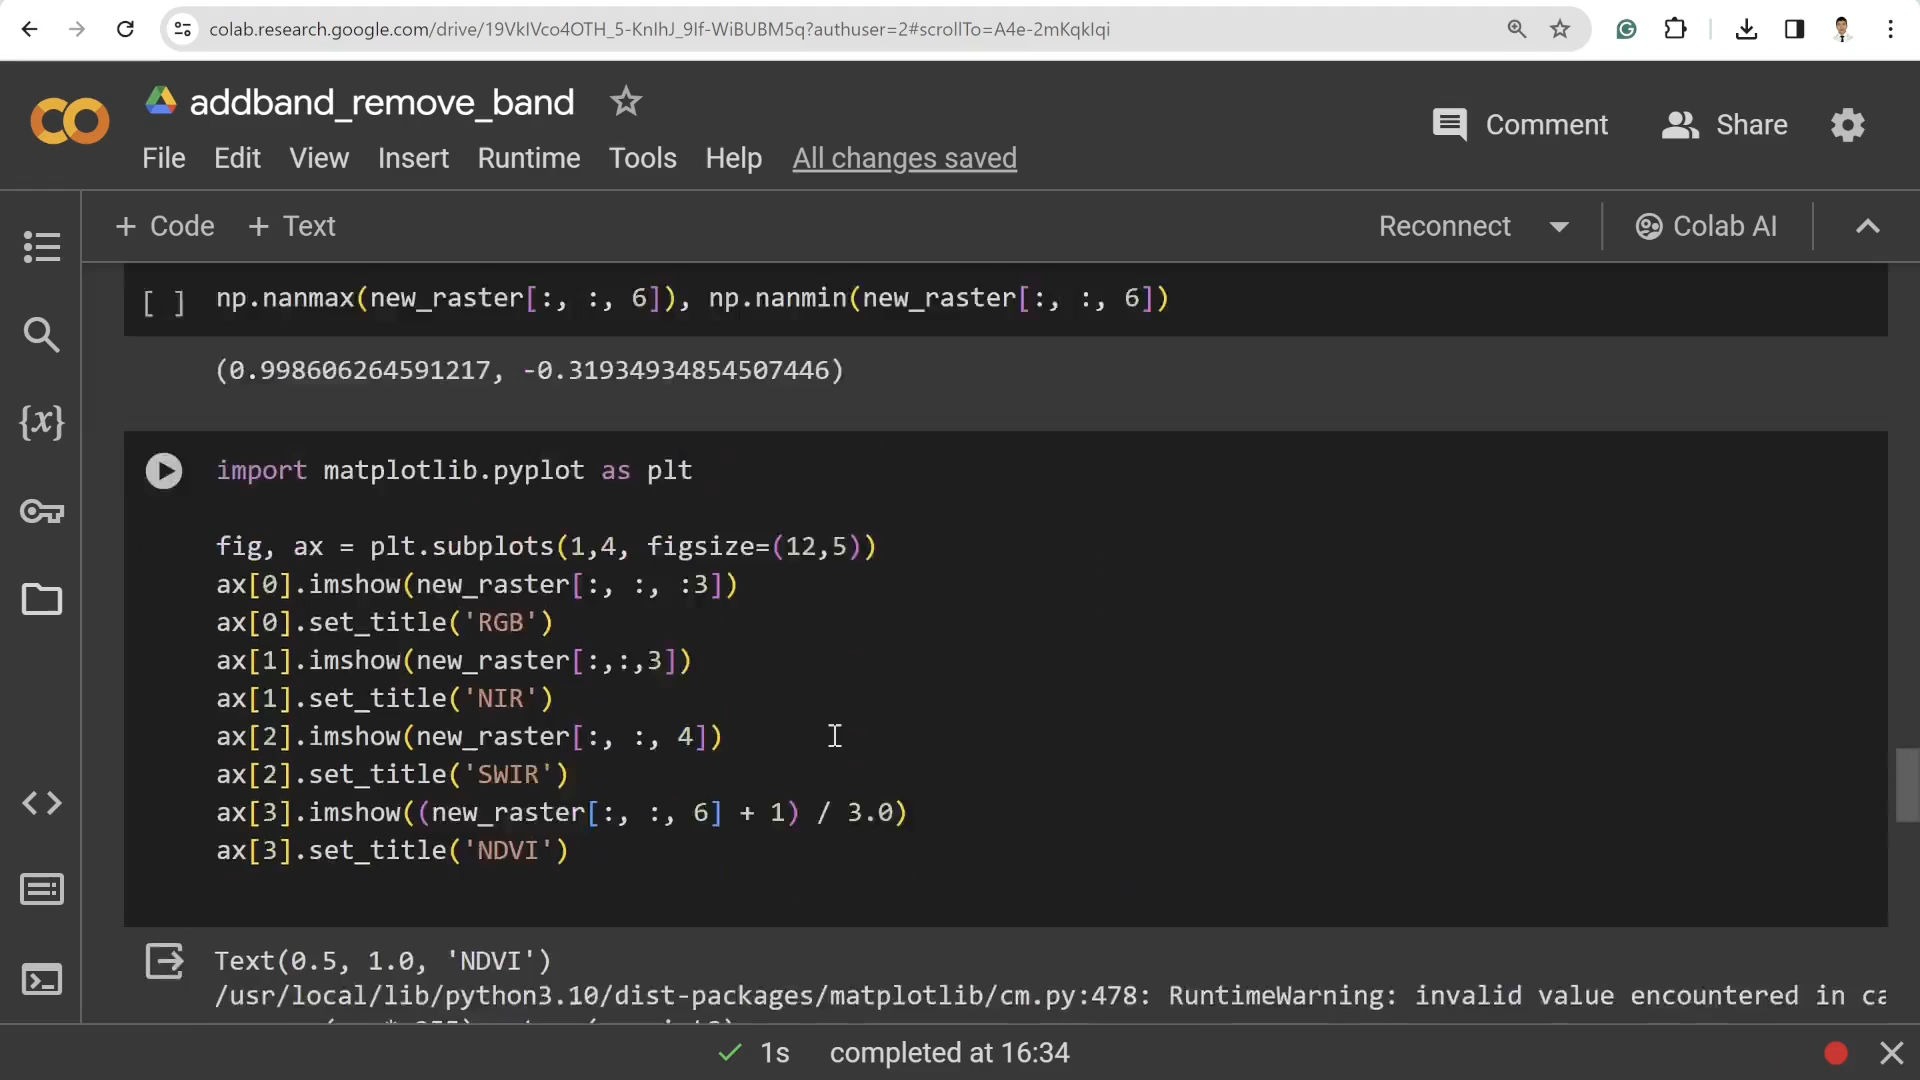 colab.research.google.com/drive/19VkIVco4OTH_5-KnIhJ_9If-WiBUBM5q?authuser=2#scrollTo=A4e-2mKqkIqi
addband_remove_band
Comment
Share
File Edit View Insert Runtime Tools Help All changes saved
+ Code + Text
Reconnect
Colab AI
[ ] np.nanmax(new_raster[:, :, 6]), np.nanmin(new_raster[:, :, 6])
(0.998606264591217, -0.31934934854507446)
{x}
import matplotlib.pyplot as plt
fig, ax = plt.subplots(1,4, figsize=(12,5))
ax[0].imshow(new_raster[:, :, :3])
ax[0].set_title('RGB')
ax[1].imshow(new_raster[:,:,3])
ax[1].set_title('NIR')
ax[2].imshow(new_raster[:, :, 4])
ax[2].set_title('SWIR')
ax[3].imshow((new_raster[:, :, 6] + 1) / 3.0)
ax[3].set_title('NDVI')
Text(0.5, 1.0, 'NDVI')
/usr/local/lib/python3.10/dist-packages/matplotlib/cm.py:478: RuntimeWarning: invalid value encountered in ca
1s completed at 16:34